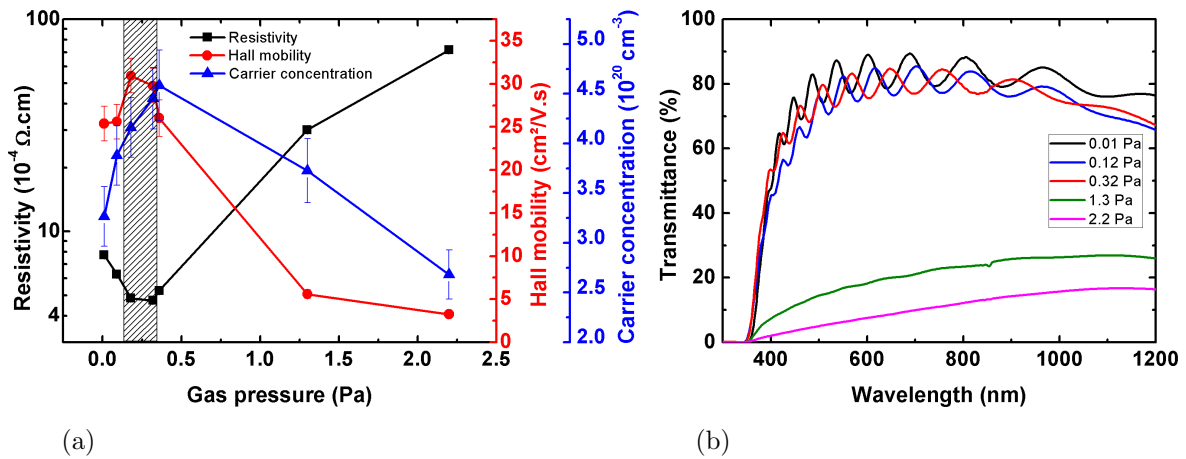 100
10
4
Resistivity (10⁻⁴ Ω.cm)
Resistivity
Hall mobility
Carrier concentration
0.0 0.5 1.0 1.5 2.0 2.5
Gas pressure (Pa)
35
30
25
20
15
10
5
0
Hall mobility (cm²/V.s)
5.0
4.5
4.0
3.5
3.0
2.5
2.0
Carrier concentration (10²⁰ cm⁻³)
(a)
100
80
60
40
20
0
Transmittance (%)
0.01 Pa
0.12 Pa
0.32 Pa
1.3 Pa
2.2 Pa
400 600 800 1000 1200
Wavelength (nm)
(b)